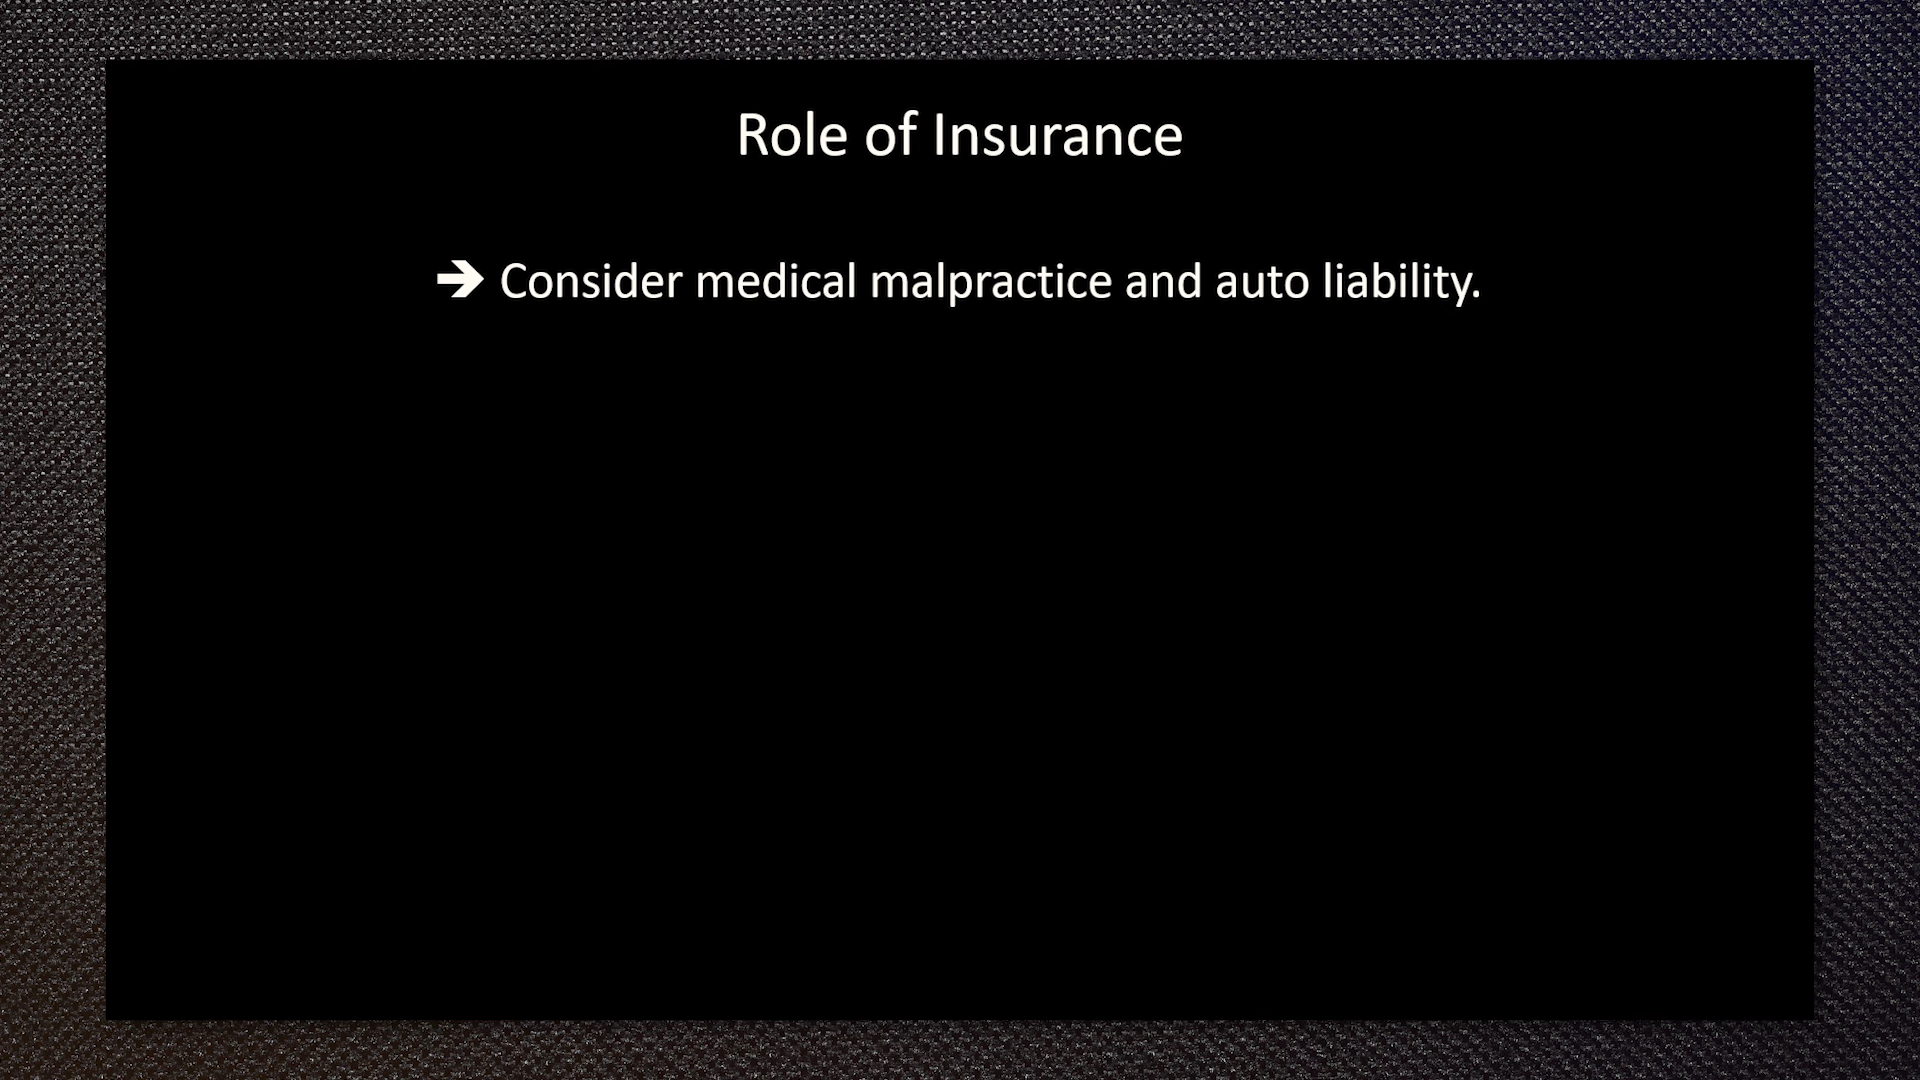 Role of Insurance
➔ Consider medical malpractice and auto liability.